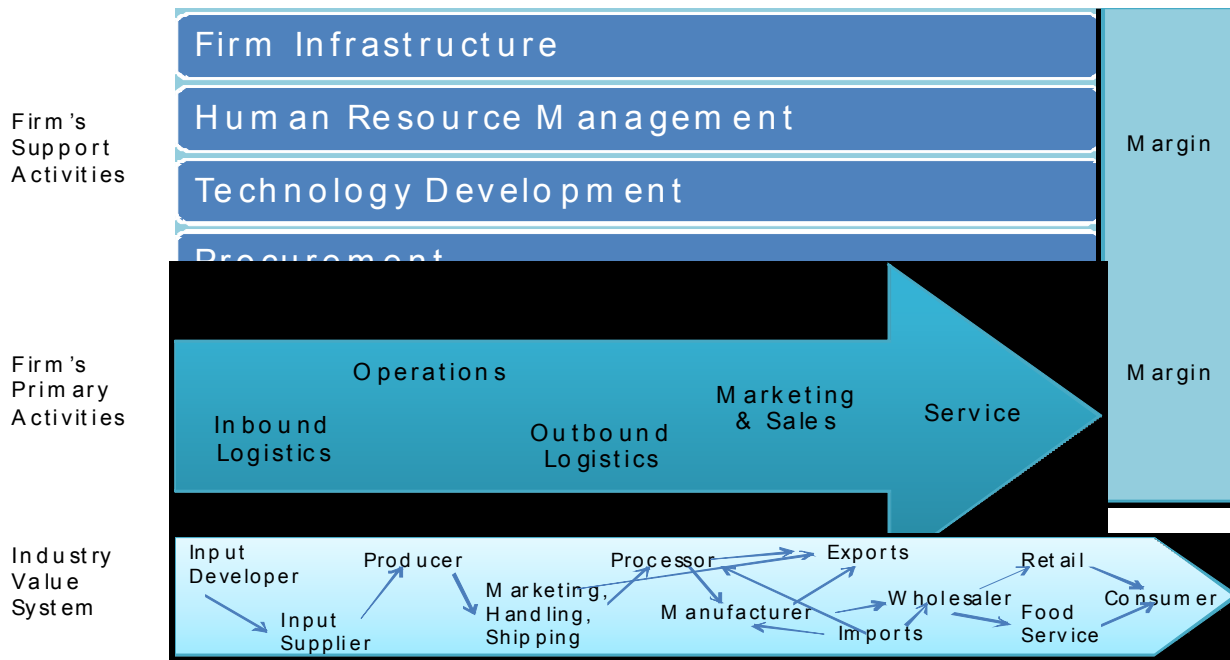 Firm Infrastructure
Human Resource Management
Technology Development
Procurement
Firm's
Support
Activities
Margin
Firm's
Primary
Activities
Operations
Inbound
Logistics
Outbound
Logistics
Marketing
& Sales
Service
Margin
Industry
Value
System
Input
Developer
Input
Supplier
Producer
Marketing,
Handling,
Shipping
Processor
Manufacturer
Exports
Imports
Wholesaler
Retail
Food
Service
Consumer